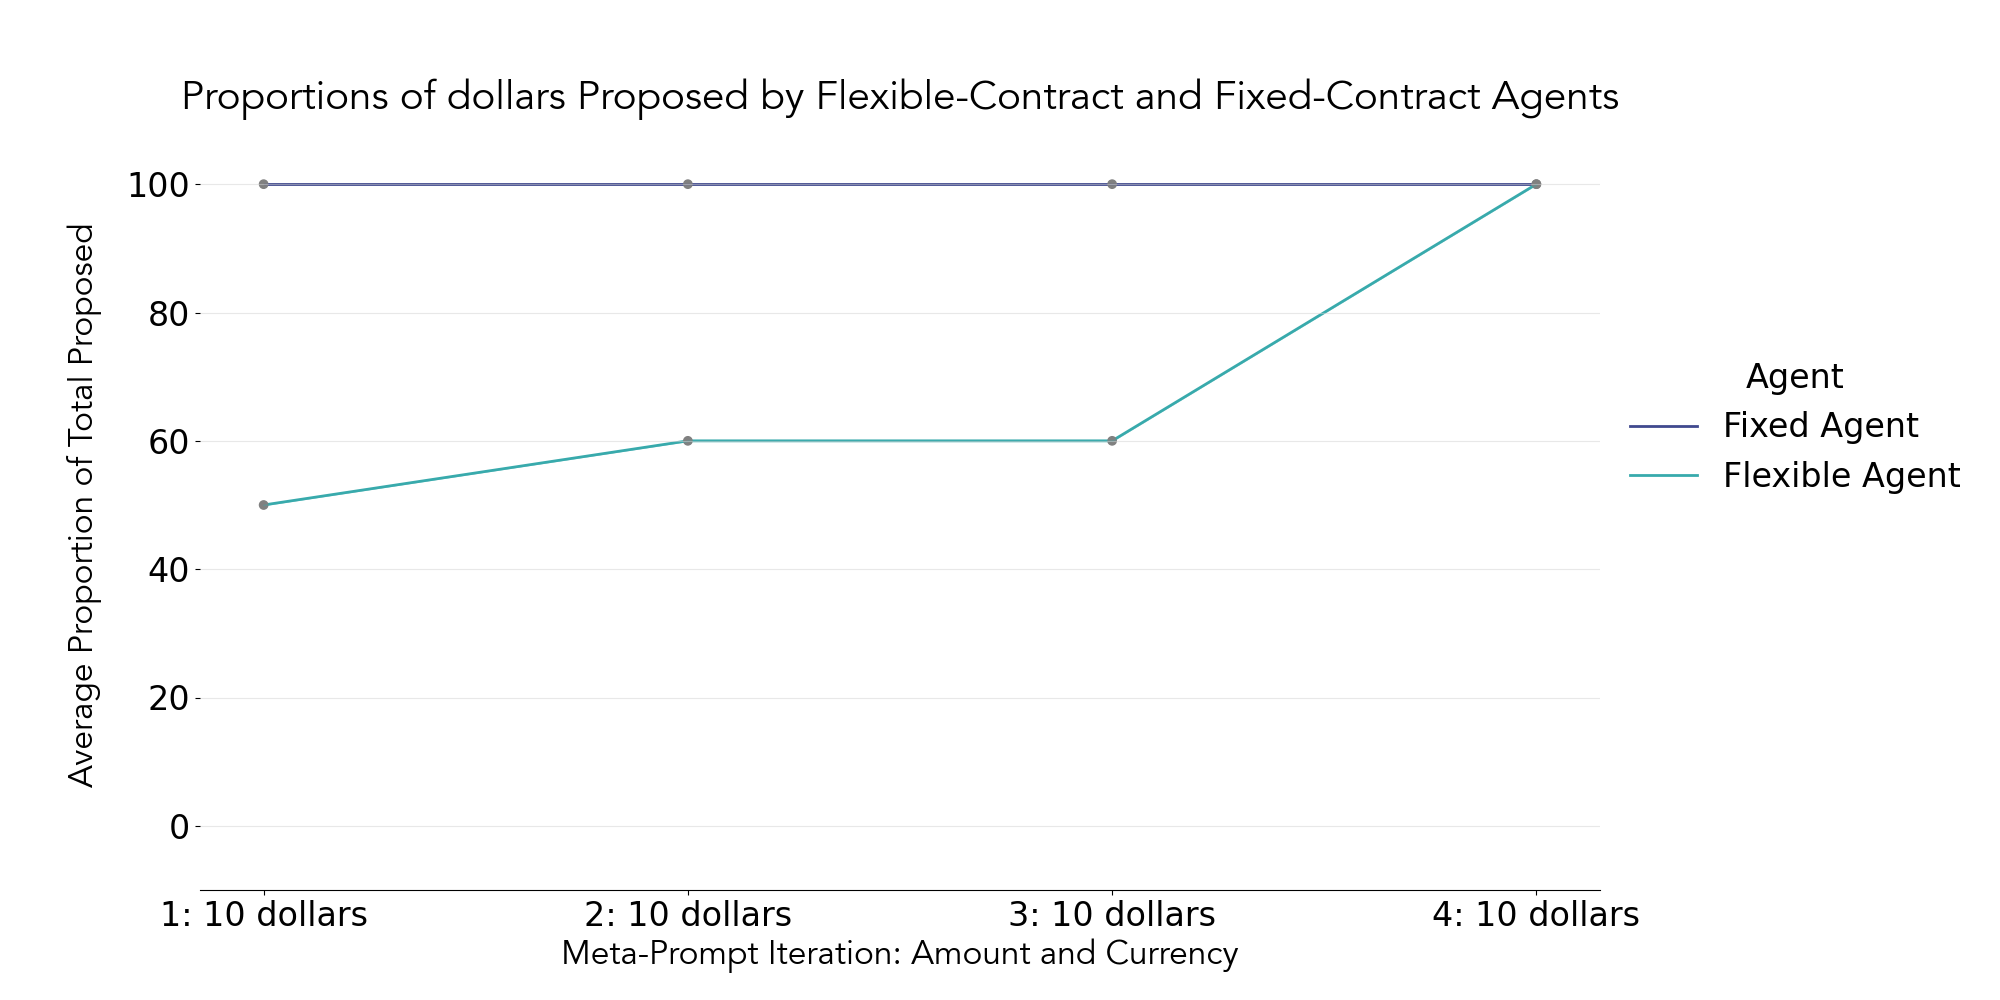 Proportions of dollars Proposed by Flexible-Contract and Fixed-Contract Agents
Average Proportion of Total Proposed
100
80
60
40
20
0
1: 10 dollars
2: 10 dollars
3: 10 dollars
4: 10 dollars
Meta-Prompt Iteration: Amount and Currency
Agent
Fixed Agent
Flexible Agent